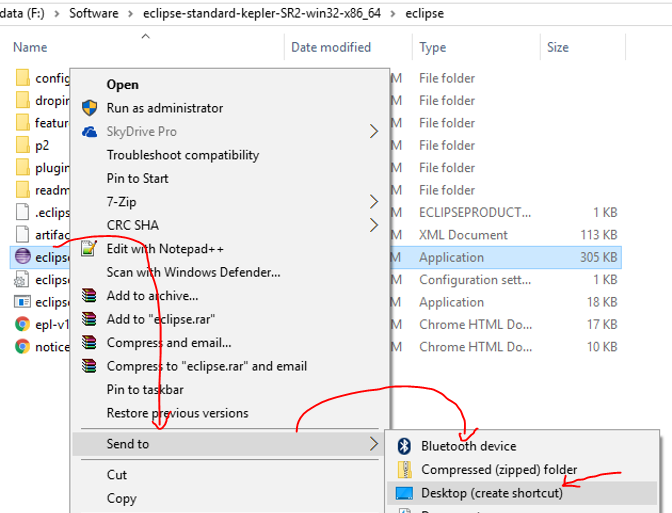 data (F:) > Software > eclipse-standard-kepler-SR2-win32-x86_64 > eclipse
Name Date modified Type Size
config M File folder
dropin M File folder
featur M File folder
p2 M File folder
plugin M File folder
readm M File folder
.eclips M ECLIPSEPRODUCT... 1 KB
artifac M XML Document 113 KB
eclipse M Application 305 KB
eclipse M Configuration sett... 1 KB
eclipse M Application 18 KB
epl-v1 M Chrome HTML Do... 17 KB
notice M Chrome HTML Do... 10 KB
Open
Run as administrator
SkyDrive Pro
Troubleshoot compatibility
Pin to Start
7-Zip
CRC SHA
Edit with Notepad++
Scan with Windows Defender...
Add to archive...
Add to "eclipse.rar"
Compress and email...
Compress to "eclipse.rar" and email
Pin to taskbar
Restore previous versions
Send to
Cut
Copy
Bluetooth device
Compressed (zipped) folder
Desktop (create shortcut)